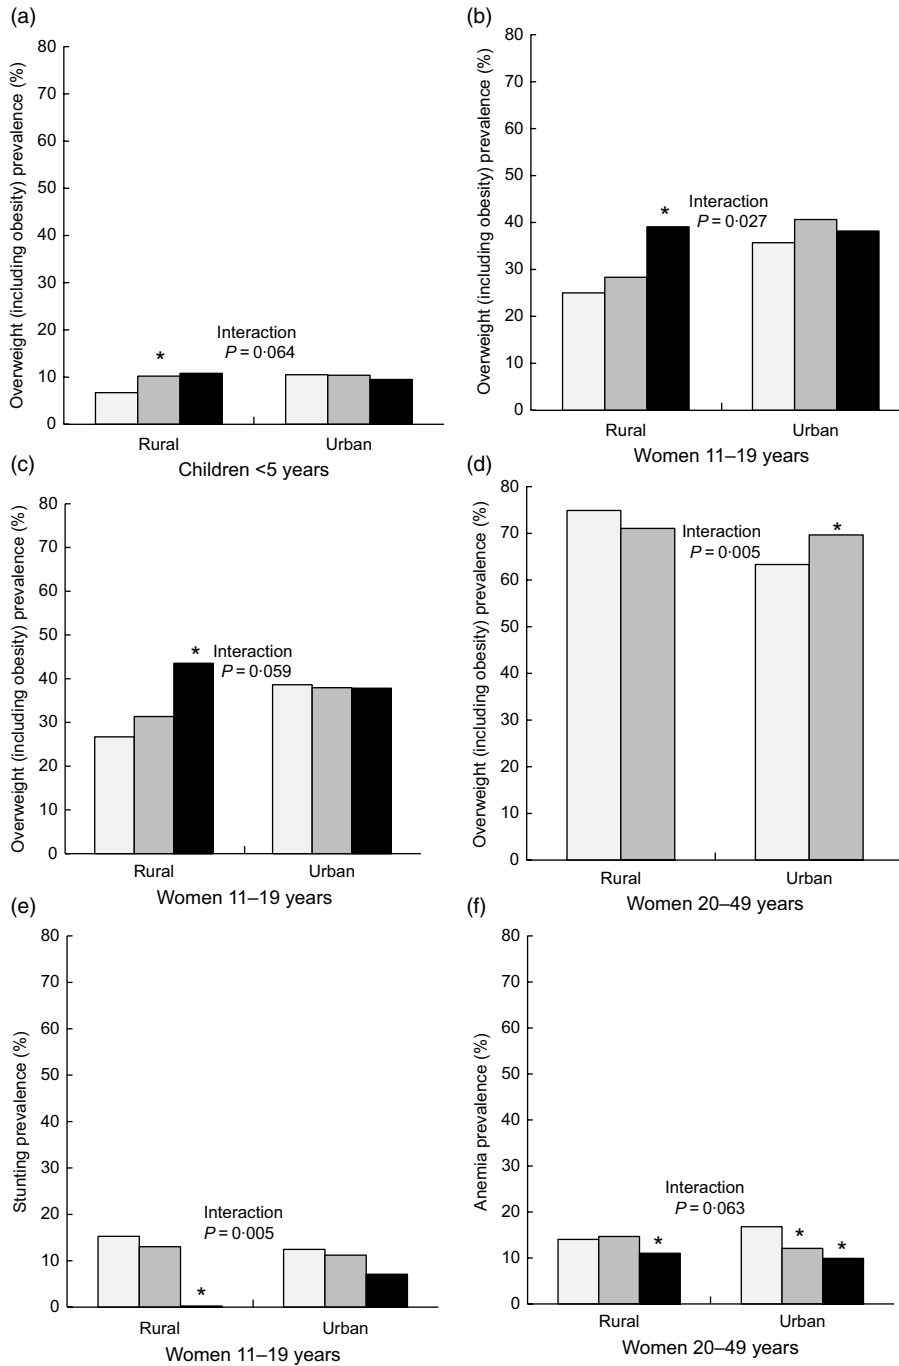 (a)
Overweight (including obesity) prevalence (%)
80
70
60
50
40
30
20
10
0
*
Interaction
P = 0·064
Rural
Urban
Children <5 years
(b)
Overweight (including obesity) prevalence (%)
80
70
60
50
40
30
20
10
0
*
Interaction
P = 0·027
Rural
Urban
Women 11–19 years
(c)
Overweight (including obesity) prevalence (%)
80
70
60
50
40
30
20
10
0
*
Interaction
P = 0·059
Rural
Urban
Women 11–19 years
(d)
Overweight (including obesity) prevalence (%)
80
70
60
50
40
30
20
10
0
Interaction
P = 0·005
*
Rural
Urban
Women 20–49 years
(e)
Stunting prevalence (%)
80
70
60
50
40
30
20
10
0
*
Interaction
P = 0·005
Rural
Urban
Women 11–19 years
(f)
Anemia prevalence (%)
80
70
60
50
40
30
20
10
0
*
Interaction
P = 0·063
*
*
Rural
Urban
Women 20–49 years